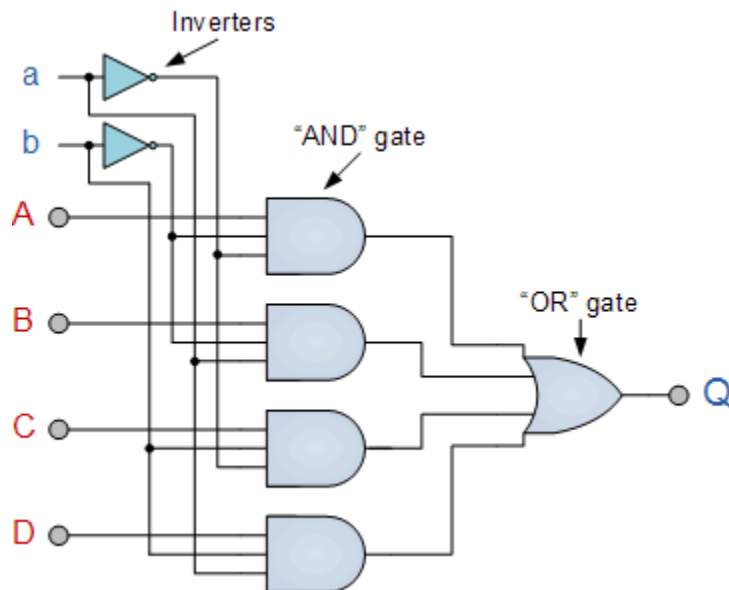 Inverters
a
b
“AND” gate
A
B
“OR” gate
Q
C
D